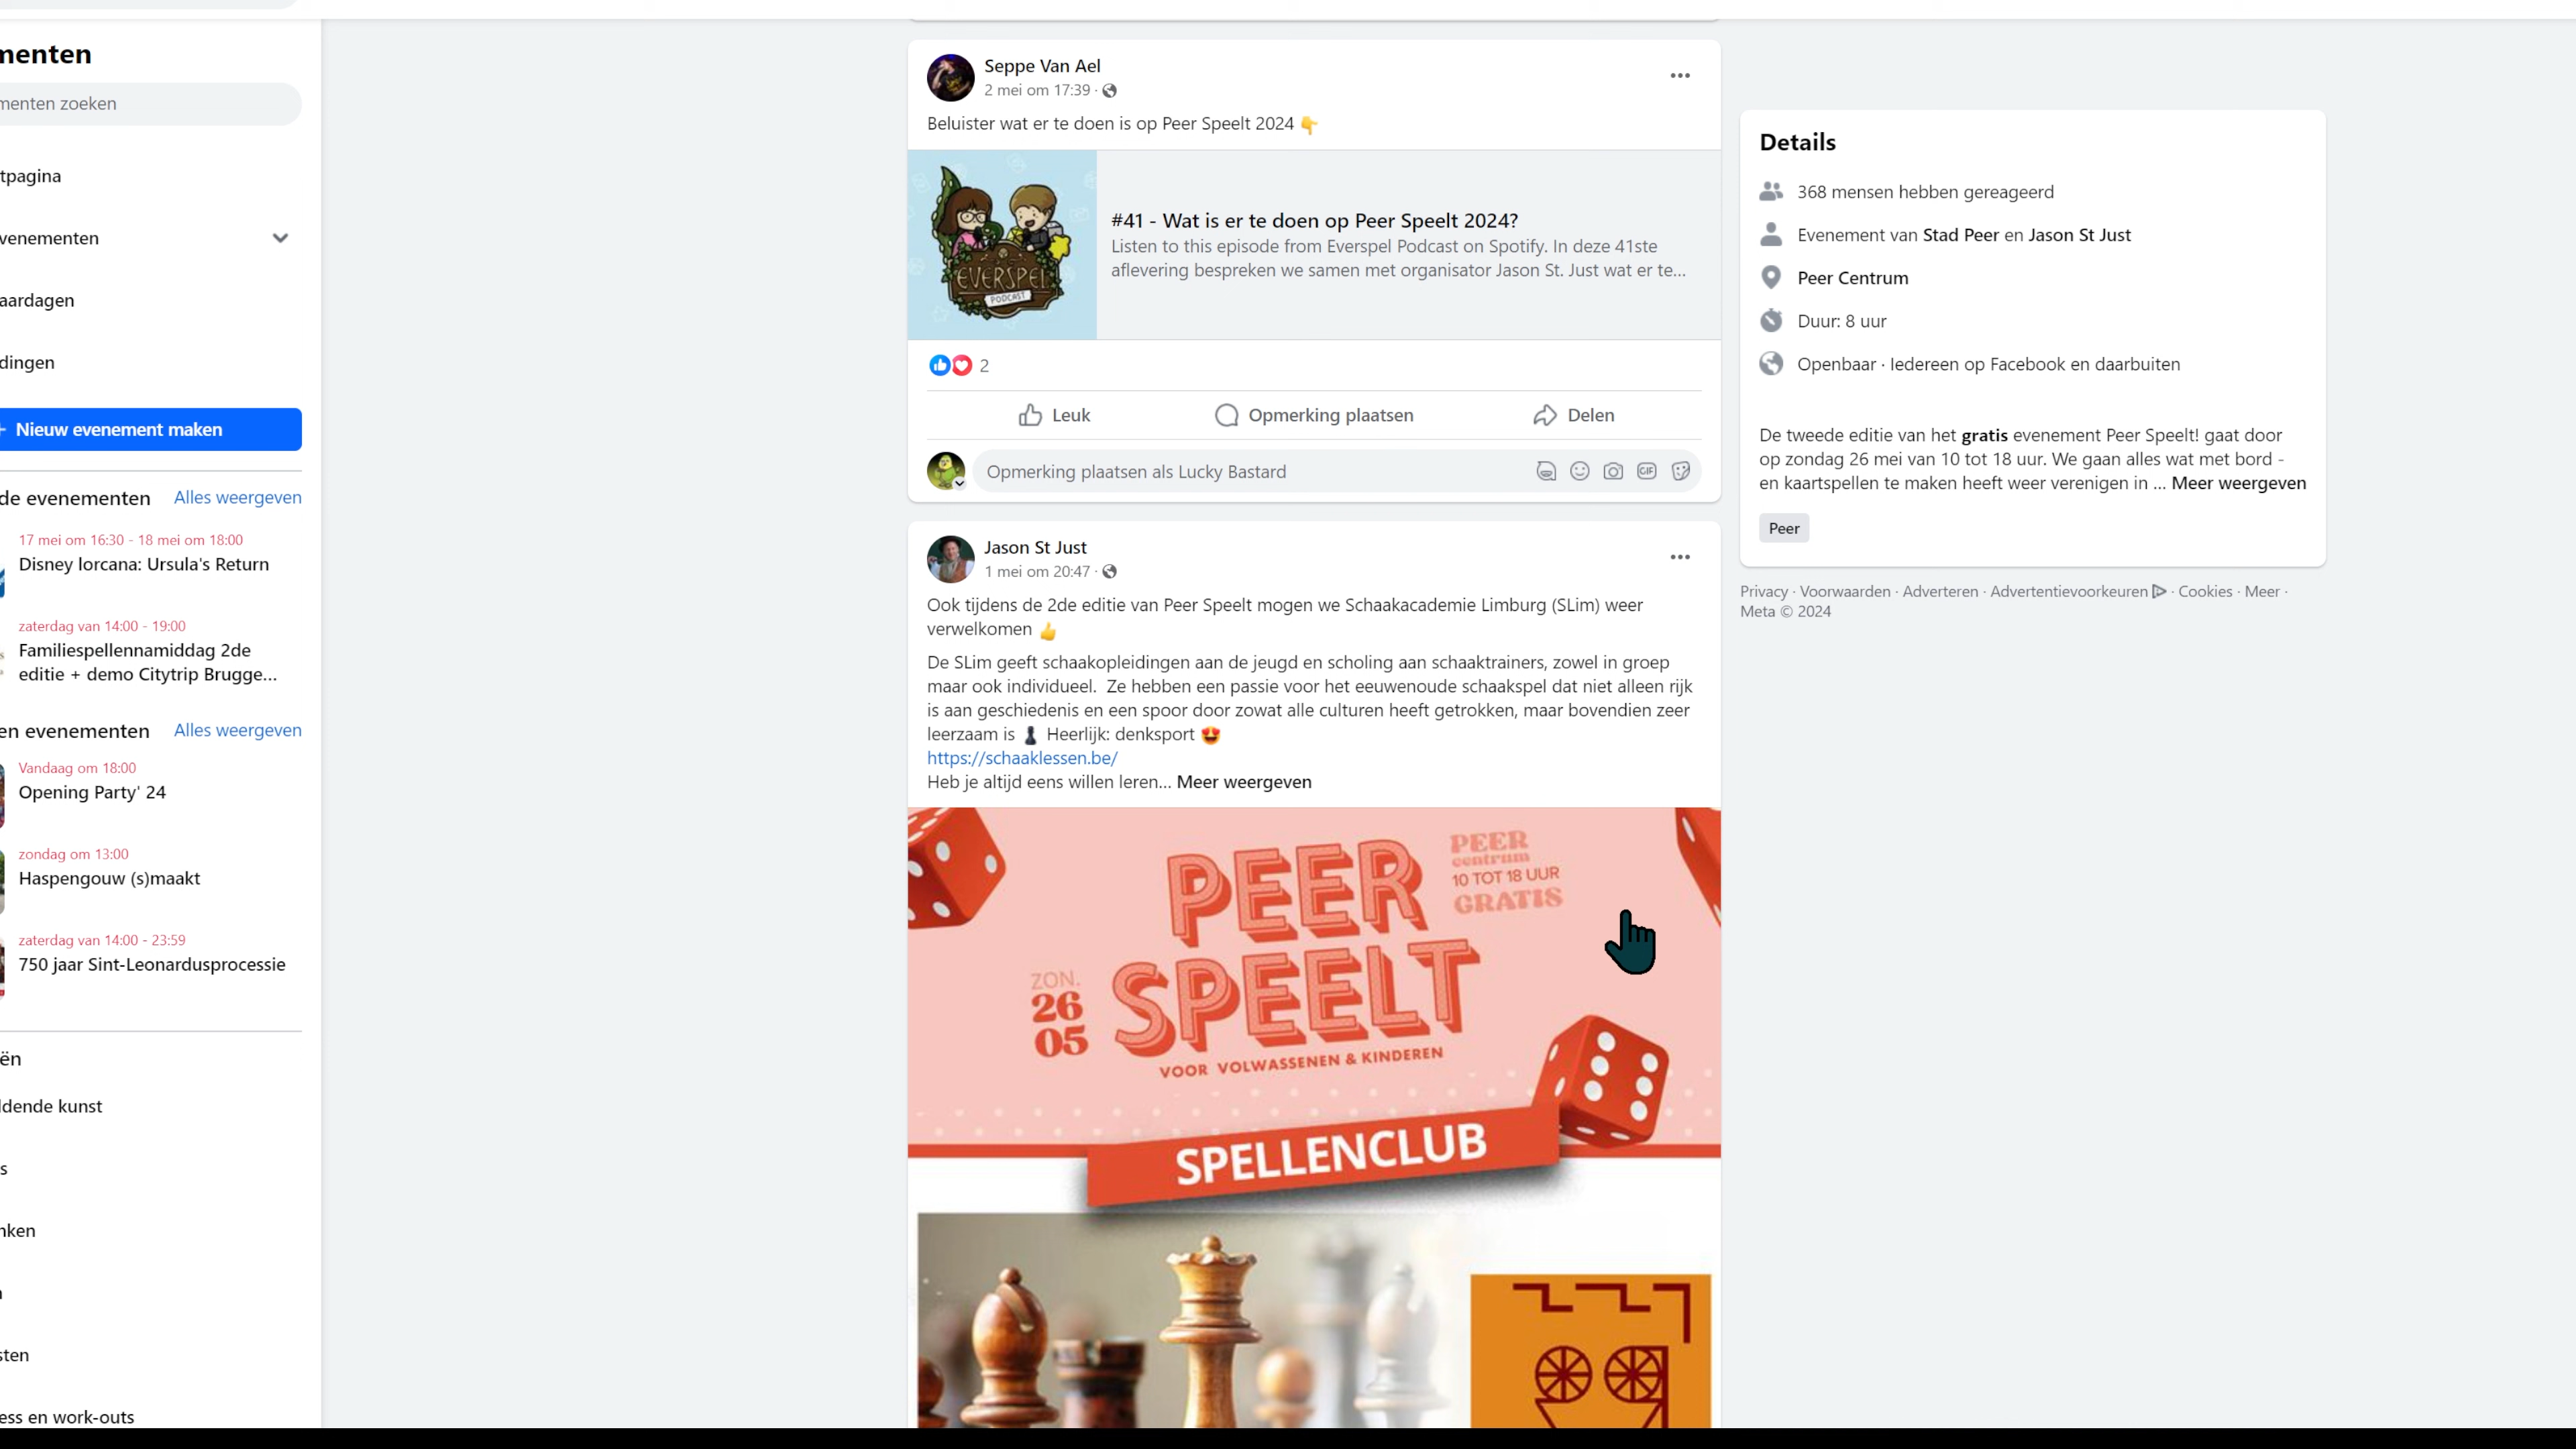 menten
menten zoeken
tpagina
venementen
aardagen
dingen
+ Nieuw evenement maken
de evenementen Alles weergeven
17 mei om 16:30 - 18 mei om 18:00
Disney lorcana: Ursula's Return
zaterdag van 14:00 - 19:00
Familiespellennamiddag 2de
editie + demo Citytrip Brugge...
en evenementen Alles weergeven
Vandaag om 18:00
Opening Party' 24
zondag om 13:00
Haspengouw (s)maakt
zaterdag van 14:00 - 23:59
750 jaar Sint-Leonardusprocessie
ën
ldende kunst
s
nken
sten
ess en work-outs
Seppe Van Ael
2 mei om 17:39 ·
Beluister wat er te doen is op Peer Speelt 2024 👇
EVERSPEL
PODCAST
#41 - Wat is er te doen op Peer Speelt 2024?
Listen to this episode from Everspel Podcast on Spotify. In deze 41ste
aflevering bespreken we samen met organisator Jason St. Just wat er te...
2
Leuk Opmerking plaatsen Delen
Opmerking plaatsen als Lucky Bastard
GIF
Jason St Just
1 mei om 20:47 ·
Ook tijdens de 2de editie van Peer Speelt mogen we Schaakacademie Limburg (SLim) weer
verwelkomen 👍
De SLim geeft schaakopleidingen aan de jeugd en scholing aan schaaktrainers, zowel in groep
maar ook individueel. Ze hebben een passie voor het eeuwenoude schaakspel dat niet alleen rijk
is aan geschiedenis en een spoor door zowat alle culturen heeft getrokken, maar bovendien zeer
leerzaam is ♟️ Heerlijk: denksport 😍
https://schaaklessen.be/
Heb je altijd eens willen leren... Meer weergeven
PEER
SPEELT
PEER
centrum
10 TOT 18 UUR
GRATIS
ZON.
26
05
VOOR VOLWASSENEN & KINDEREN
SPELLENCLUB
Details
368 mensen hebben gereageerd
Evenement van Stad Peer en Jason St Just
Peer Centrum
Duur: 8 uur
Openbaar · Iedereen op Facebook en daarbuiten
De tweede editie van het gratis evenement Peer Speelt! gaat door
op zondag 26 mei van 10 tot 18 uur. We gaan alles wat met bord -
en kaartspellen te maken heeft weer verenigen in ... Meer weergeven
Peer
Privacy · Voorwaarden · Adverteren · Advertentievoorkeuren · Cookies · Meer ·
Meta © 2024